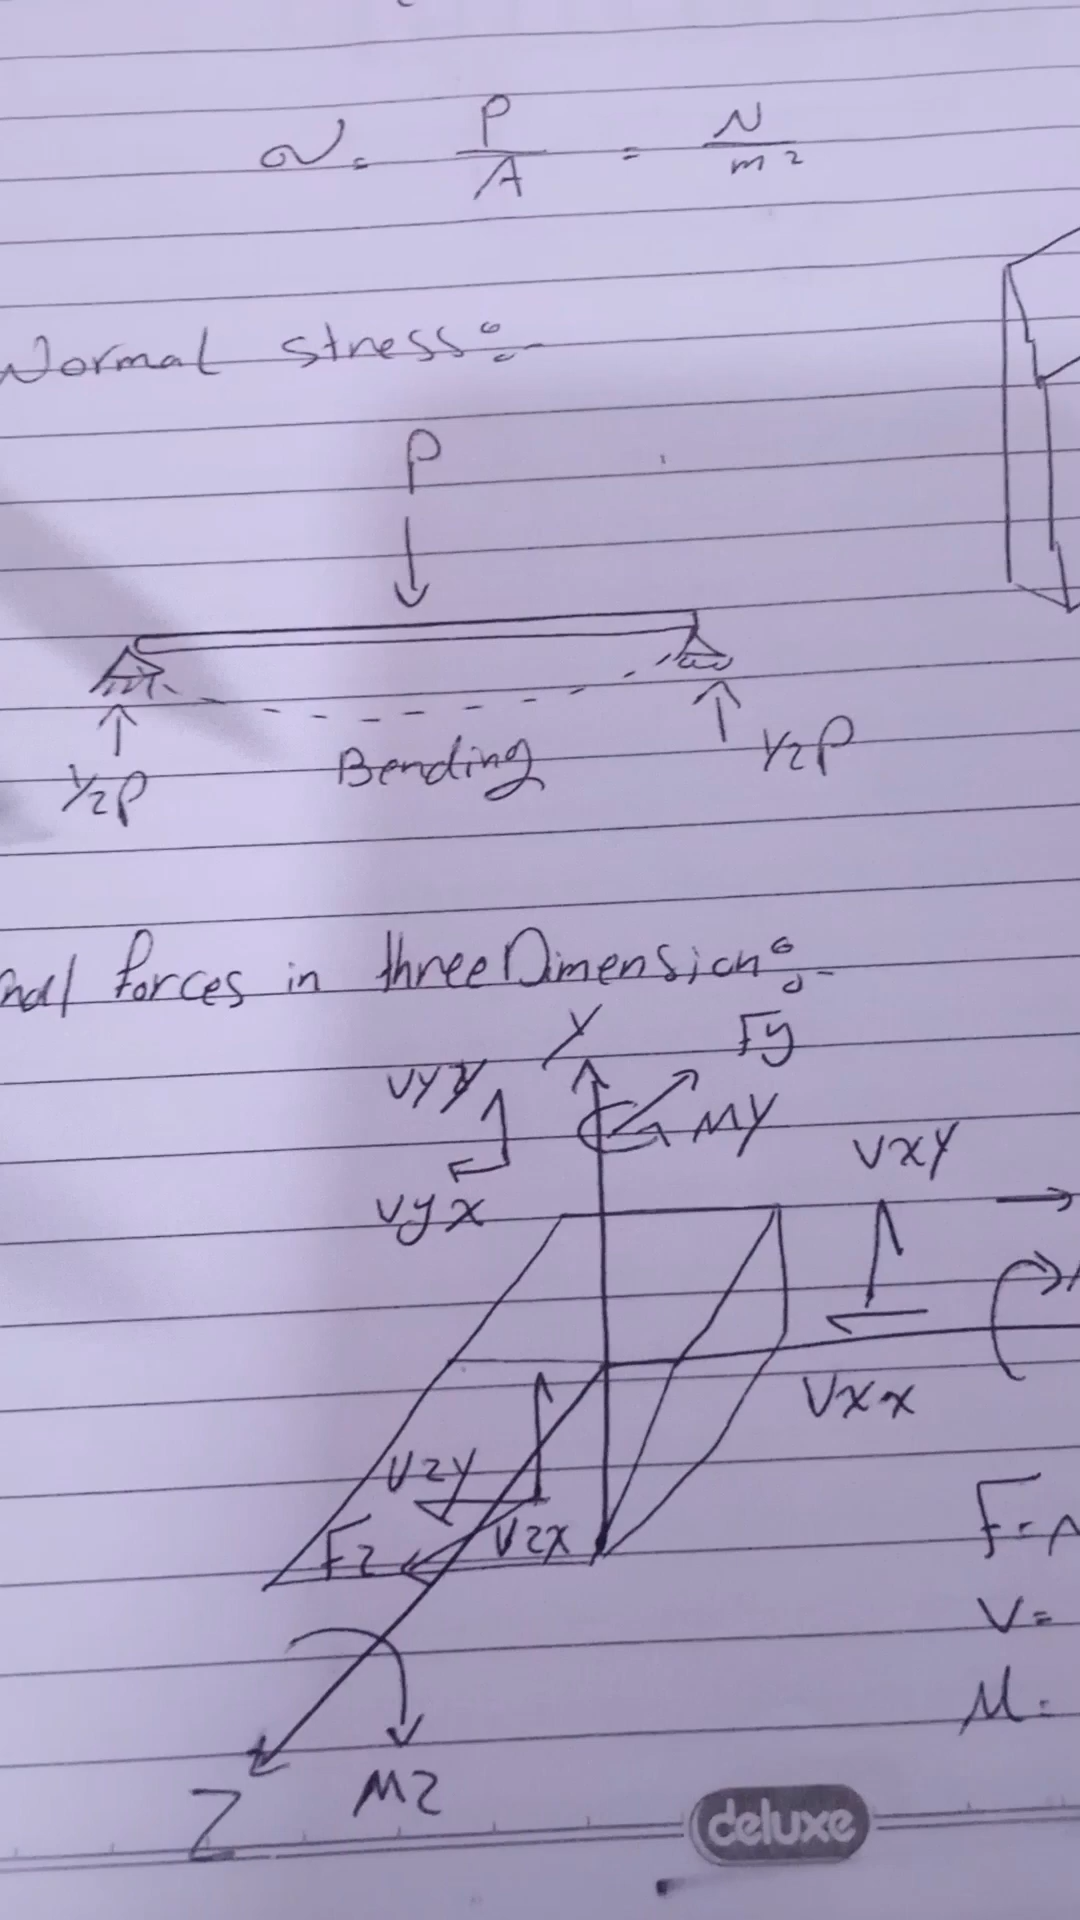 σ = P/A = N/m²
Normal stress:-
P
½P
Bending
½P
forces in three Dimension:-
Y
Fy
VyY
MY
VXY
Vyx
VXx
VZY
Fz
VZX
F=
V=
M=
Z
MZ
deluxe